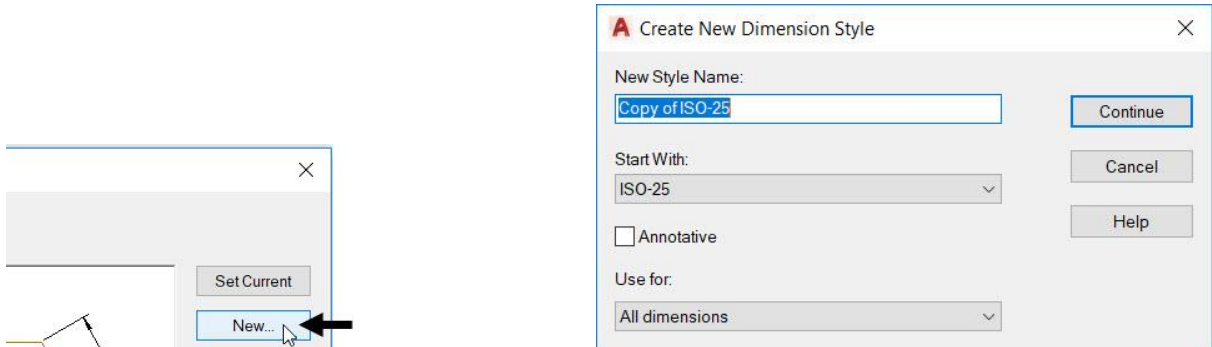 Set Current
New...
Create New Dimension Style
New Style Name:
Copy of ISO-25
Continue
Start With:
Cancel
ISO-25
Help
Annotative
Use for:
All dimensions